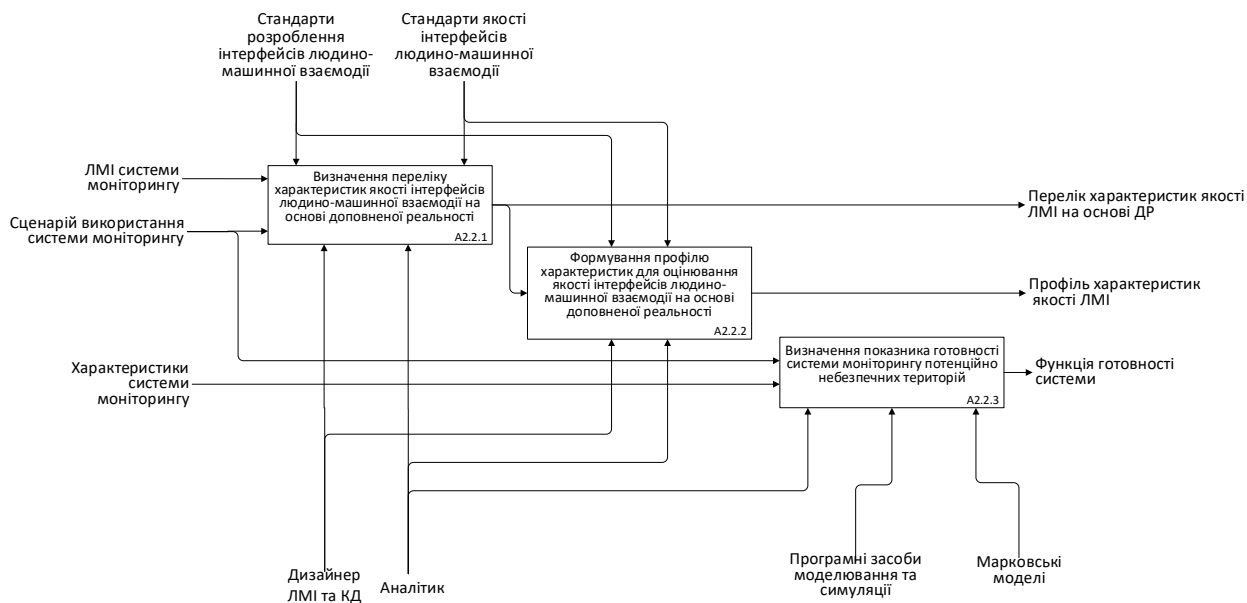 Стандарти
розроблення
інтерфейсів людино-
машинної взаємодії
Стандарти якості
інтерфейсів
людино-машинної
взаємодії
ЛМІ системи
моніторингу
Сценарій використання
системи моніторингу
Визначення переліку
характеристик якості інтерфейсів
людино-машинної взаємодії на
основі доповненої реальності
А2.2.1
Перелік характеристик якості
ЛМІ на основі ДР
Формування профілю
характеристик для оцінювання
якості інтерфейсів людино-
машинної взаємодії на основі
доповненої реальності
А2.2.2
Профіль характеристик
якості ЛМІ
Характеристики
системи
моніторингу
Визначення показника готовності
системи моніторингу потенційно
небезпечних територій
А2.2.3
Функція готовності
системи
Дизайнер
ЛМІ та КД
Аналітик
Програмні засоби
моделювання та
симуляції
Марковські
моделі